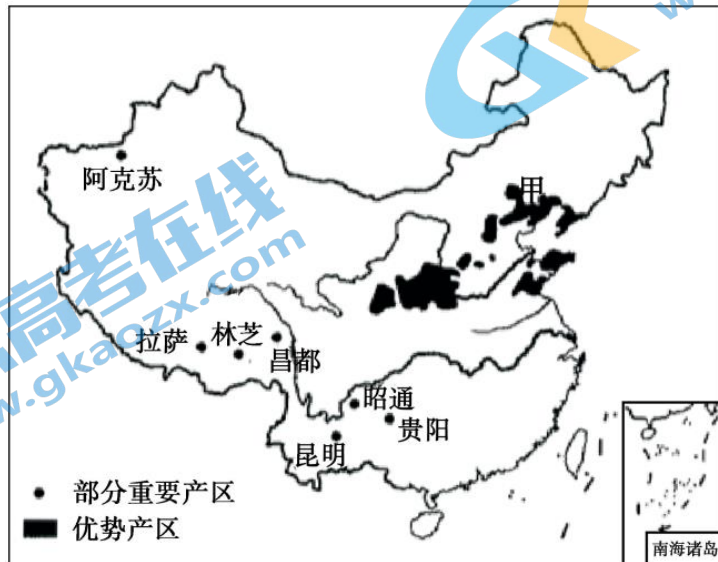 阿克苏
甲
高考在线
www.gkaozx.com
拉萨
林芝
昌都
昭通
贵阳
昆明
部分重要产区
优势产区
南海诸岛